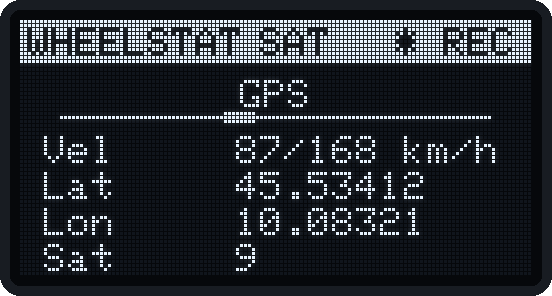 WHEELSTAT SAT * REC
GPS
Vel 87/168 km/h
Lat 45.53412
Lon 10.08321
Sat 9